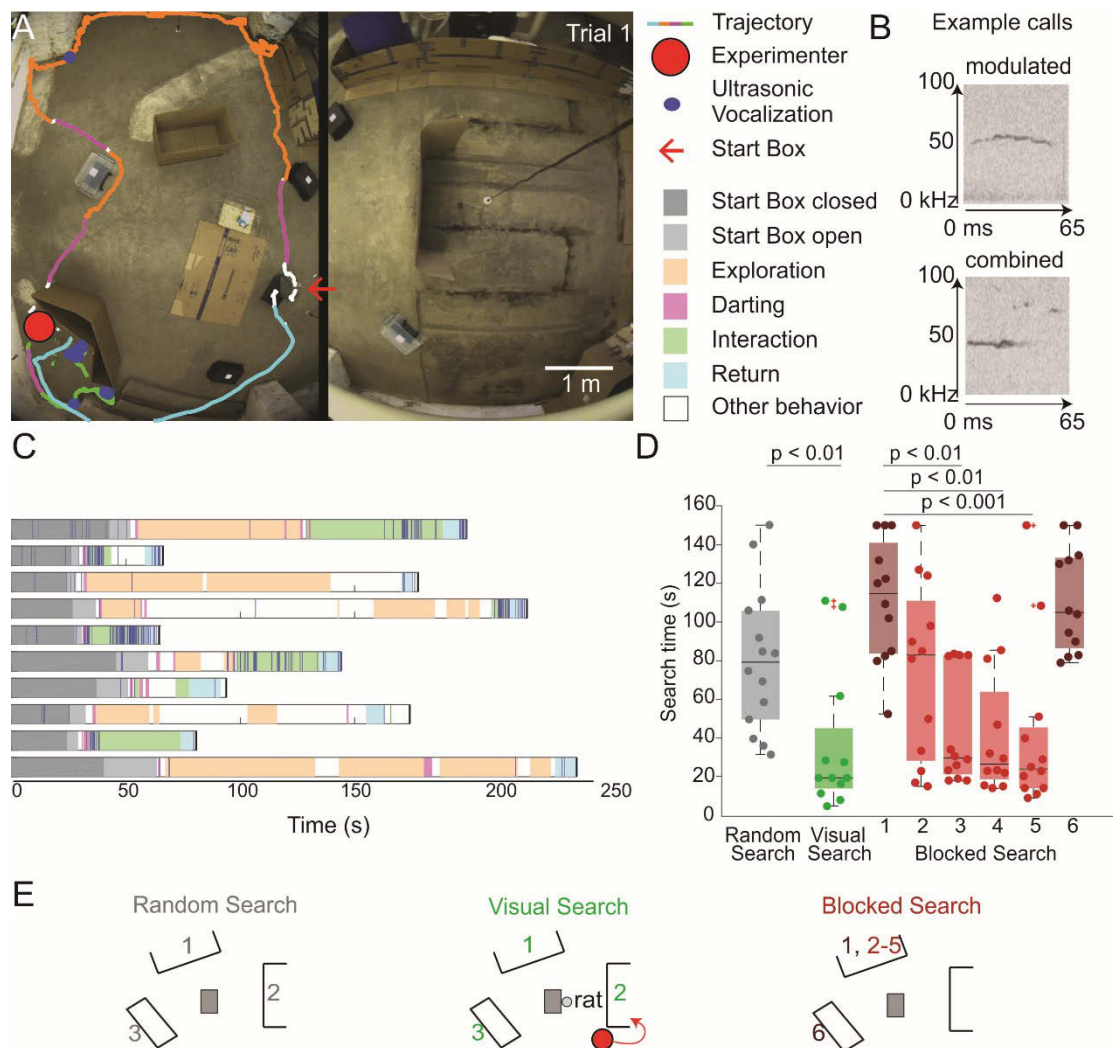 A
Trial 1
Trajectory
Experimenter
Ultrasonic
Vocalization
Start Box
Start Box closed
Start Box open
Exploration
Darting
Interaction
Return
Other behavior
1 m
B
Example calls
modulated
100
50
0 kHz
0 ms
65
combined
100
50
0 kHz
0 ms
65
C
50
100
150
200
250
Time (s)
D
p < 0.01
p < 0.01
p < 0.01
p < 0.001
Search time (s)
160
140
120
100
80
60
40
20
0
Random
Search
Visual
Search
1 2 3 4 5 6
Blocked Search
E
Random Search
1
2
3
Visual Search
1
rat
2
3
Blocked Search
1, 2-5
6